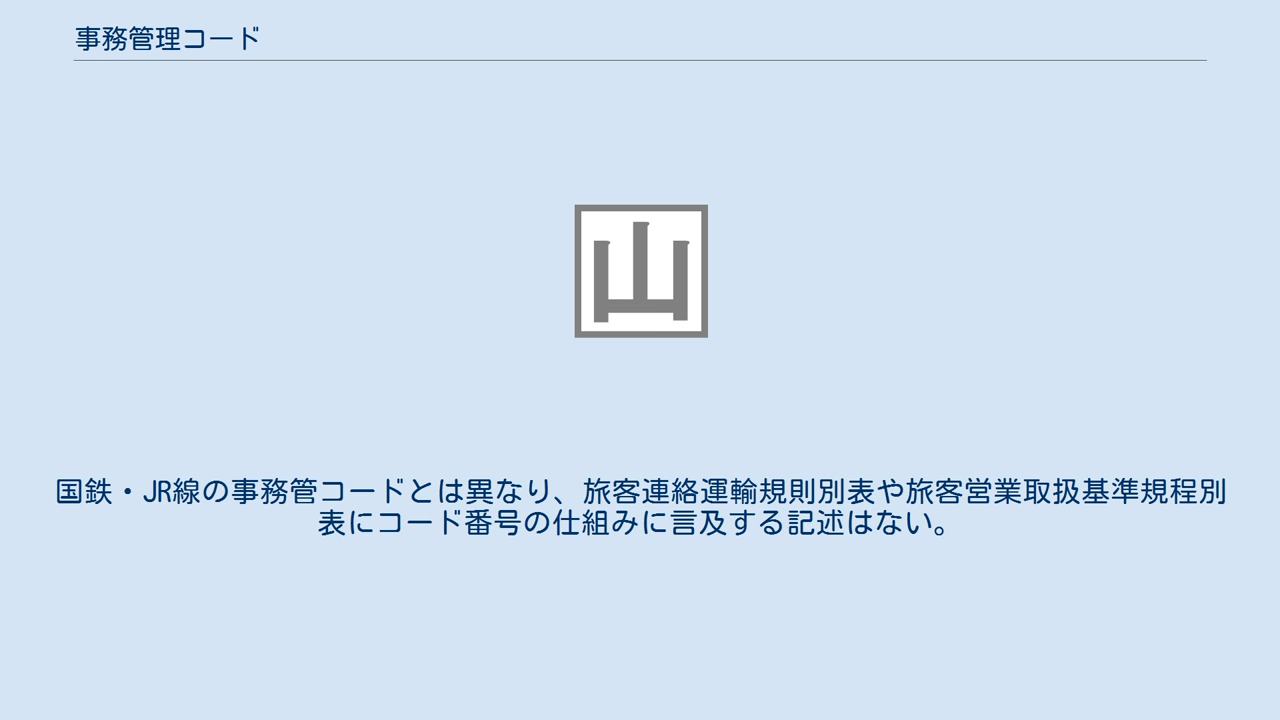 事務管理コード
山
国鉄・JR線の事務管コードとは異なり、旅客連絡運輸規則別表や旅客営業取扱基準規程別
表にコード番号の仕組みに言及する記述はない。